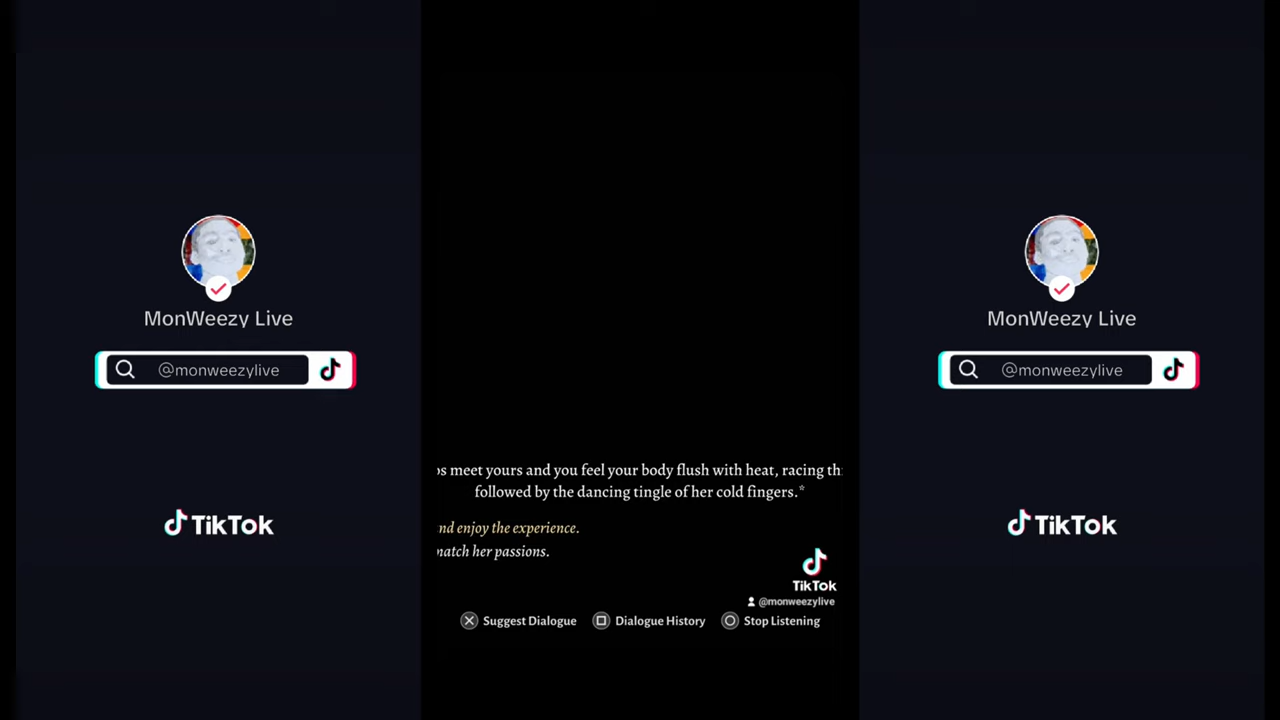 MonWeezy Live
@monweezylive
TikTok
meet yours and you feel your body flush with heat, racing
followed by the dancing tingle of her cold fingers.*
enjoy the experience.
her passions.
TikTok
@monweezylive
Suggest Dialogue
Dialogue History
Stop Listening
MonWeezy Live
@monweezylive
TikTok